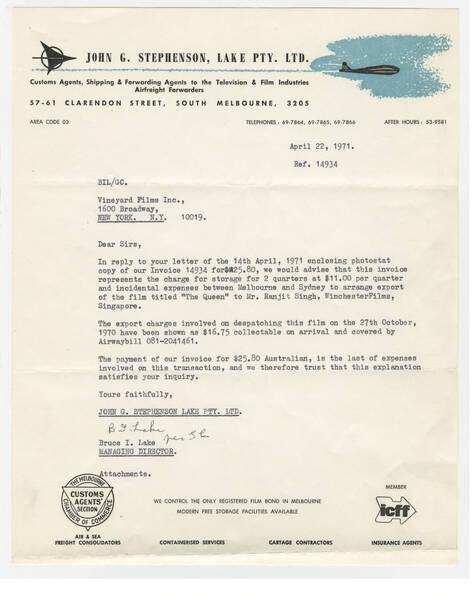 JOHN G. STEPHENSON, LAKE PTY. LTD.
Customs Agents, Shipping & Forwarding Agents to the Television & Film Industries
Airfreight Forwarders
57-61 CLARENDON STREET, SOUTH MELBOURNE, 3205
AREA CODE 03 TELEPHONES: 69-7864, 69-7865, 69-7866 AFTER HOURS: 53-9581
April 22, 1971.
Ref. 14934
BIL/GC.
Vineyard Films Inc.,
1600 Broadway,
NEW YORK. N.Y. 10019.
Dear Sirs,
In reply to your letter of the 14th April, 1971 enclosing photostat
copy of our Invoice 14934 for $25.80, we would advise that this invoice
represents the charge for storage for 2 quarters at $11.00 per quarter
and incidental expenses between Melbourne and Sydney to arrange export
of the film titled "The Queen" to Mr. Ranjit Singh, WinchesterFilms,
Singapore.
The export charges involved on despatching this film on the 27th October,
1970 have been shown as $16.75 collectable on arrival and covered by
Airwaybill 081-2041461.
The payment of our invoice for $25.80 Australian, is the last of expenses
involved on this transaction, and we therefore trust that this explanation
satisfies your inquiry.
Yours faithfully,
JOHN G. STEPHENSON LAKE PTY. LTD.
B I Lake
Bruce I. Lake
MANAGING DIRECTOR.
Attachments.
THE MELBOURNE
CUSTOMS
AGENTS'
SECTION
CHAMBER OF COMMERCE
WE CONTROL THE ONLY REGISTERED FILM BOND IN MELBOURNE
MODERN FREE STORAGE FACILITIES AVAILABLE
MEMBER
icff
AIR & SEA
FREIGHT CONSOLIDATORS CONTAINERISED SERVICES CARTAGE CONTRACTORS INSURANCE AGENTS